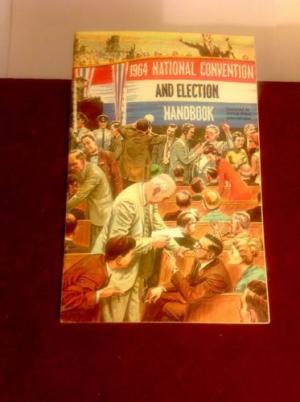 1964 NATIONAL CONVENTION
AND ELECTION
HANDBOOK